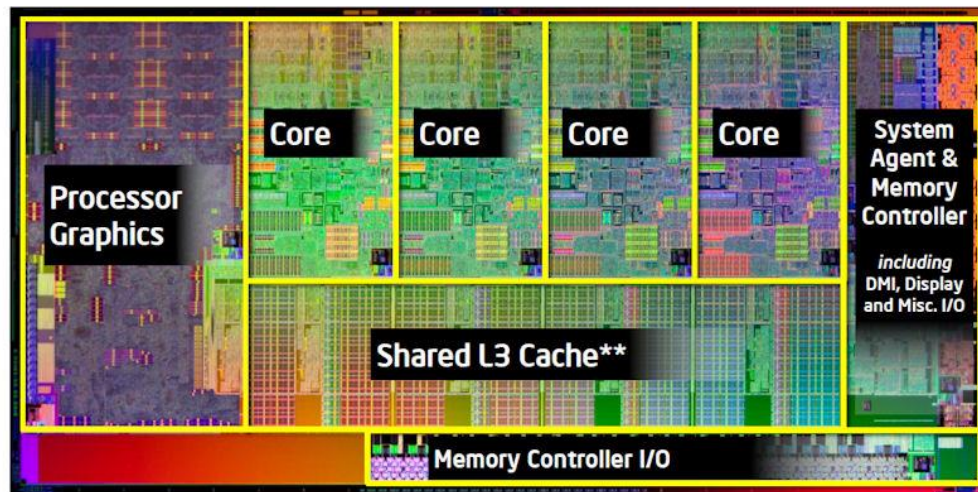 Processor
Graphics
Core
Core
Core
Core
System
Agent &
Memory
Controller
including
DMI, Display
and Misc. I/O
Shared L3 Cache**
Memory Controller I/O